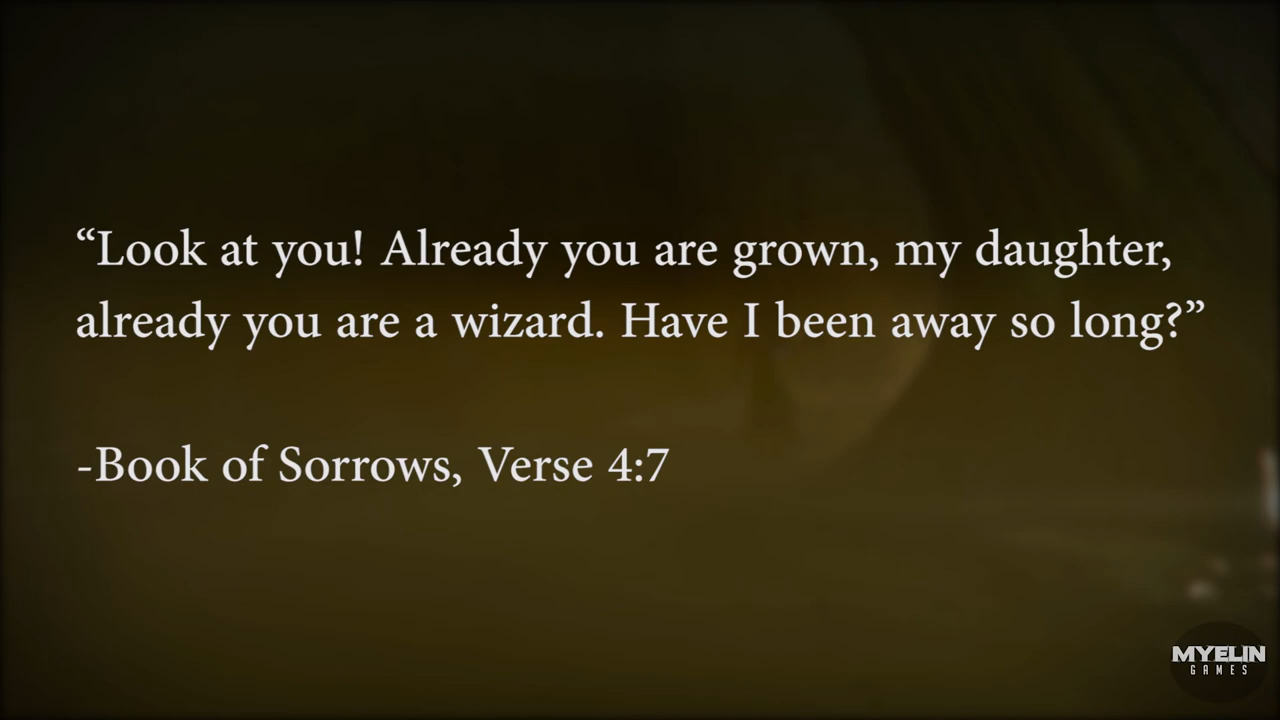 “Look at you! Already you are grown, my daughter,
already you are a wizard. Have I been away so long?”
-Book of Sorrows, Verse 4:7
MYELIN
GAMES